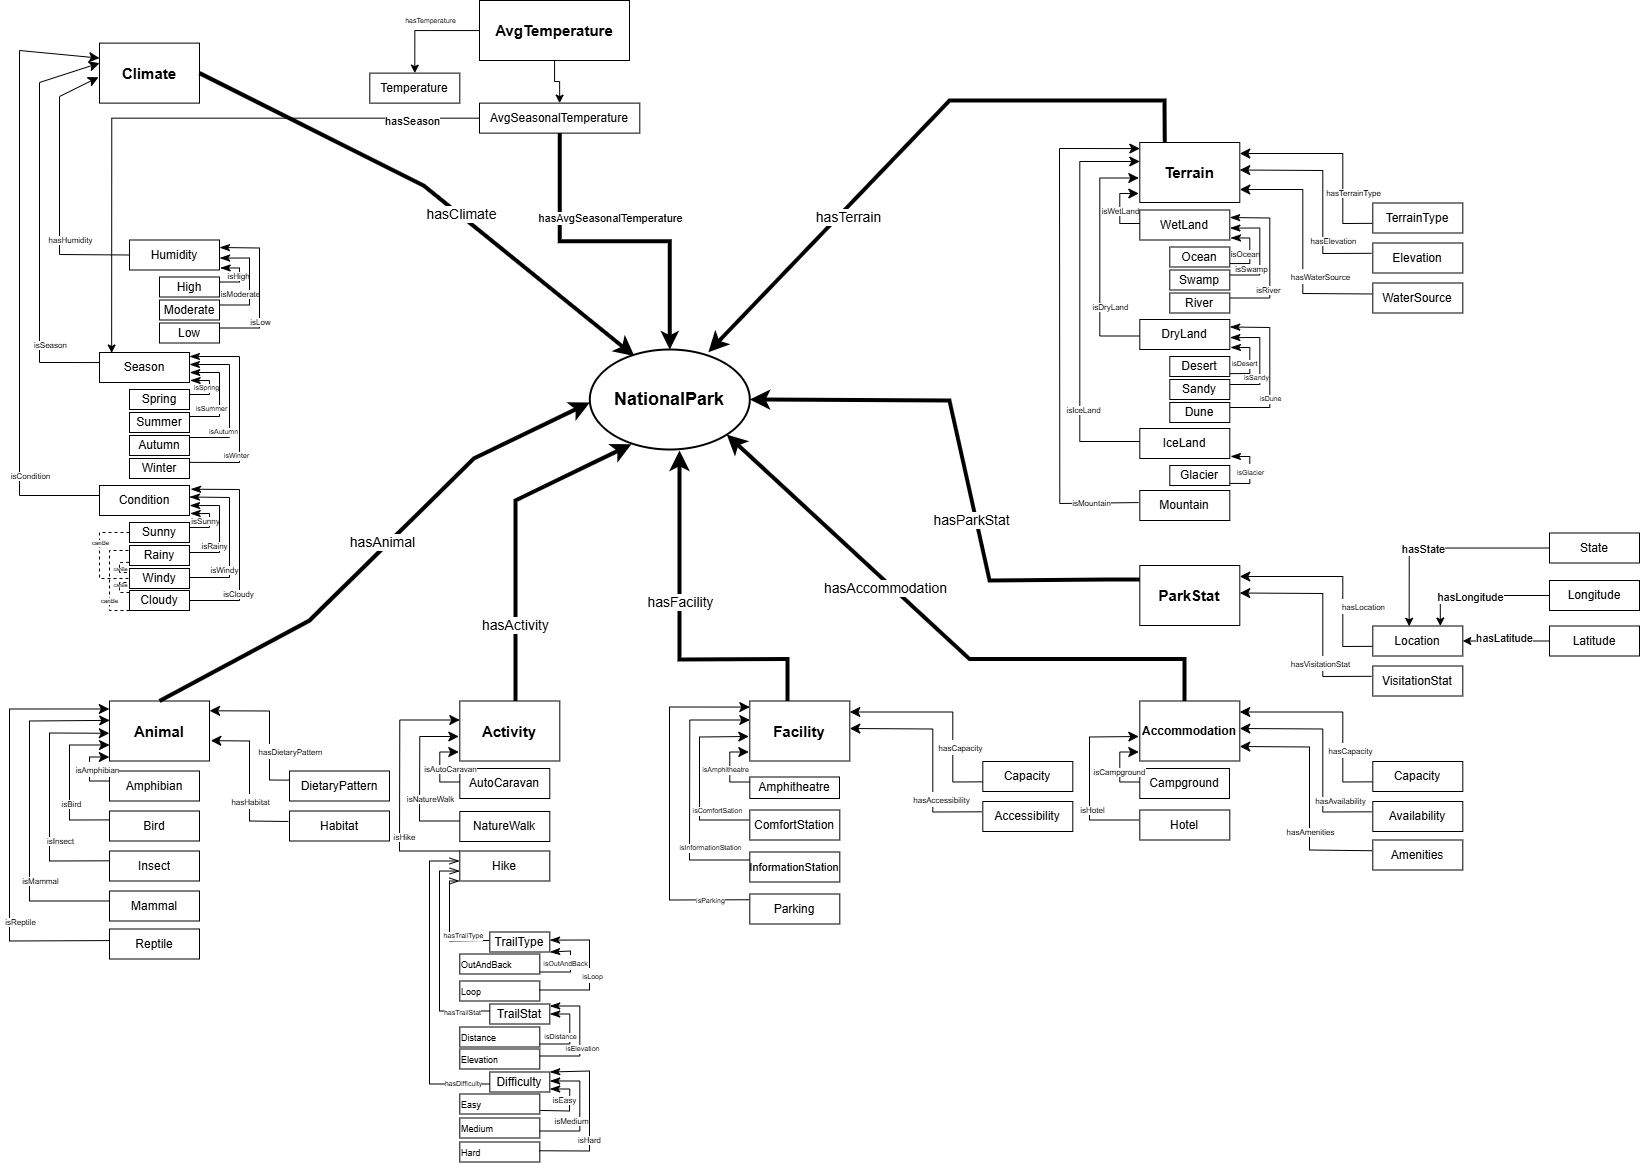 hasTemperature
AvgTemperature
Climate
Temperature
AvgSeasonalTemperature
hasSeason
hasClimate
hasAvgSeasonalTemperature
hasTerrain
Terrain
hasTerrainType
TerrainType
isWetLand
WetLand
hasElevation
Elevation
Ocean
isOcean
isSwamp
Swamp
hasWaterSource
WaterSource
isRiver
River
isDryLand
DryLand
Desert
isDesert
isSandy
Sandy
isDune
Dune
isIceLand
IceLand
Glacier
isGlacier
isMountain
Mountain
hasHumidity
Humidity
isHigh
High
isModerate
Moderate
isLow
Low
isSeason
Season
isSpring
Spring
isSummer
Summer
isAutumn
Autumn
isWinter
Winter
isCondition
Condition
isSunny
Sunny
canBe
Rainy
isRainy
canBe
Windy
isWindy
canBe
canBe
Cloudy
isCloudy
NationalPark
hasAnimal
hasActivity
hasFacility
hasAccommodation
hasParkStat
ParkStat
hasState
State
hasLongitude
Longitude
hasLocation
Location
hasLatitude
Latitude
hasVisitationStat
VisitationStat
Animal
isAmphibian
Amphibian
hasDietaryPattern
DietaryPattern
isBird
Bird
hasHabitat
Habitat
isInsect
Insect
isMammal
Mammal
isReptile
Reptile
Activity
isAutoCaravan
AutoCaravan
isNatureWalk
NatureWalk
isHike
Hike
hasTrailType
TrailType
OutAndBack
isOutAndBack
isLoop
Loop
hasTrailStat
TrailStat
Distance
isDistance
isElevation
Elevation
hasDifficulty
Difficulty
Easy
isEasy
isMedium
Medium
isHard
Hard
Facility
hasCapacity
isAmphitheatre
Amphitheatre
Capacity
hasAccessibility
Accessibility
isComfortSation
ComfortStation
isInformationStation
InformationStation
isParking
Parking
Accommodation
hasCapacity
isCampground
Campground
Capacity
hasAvailability
isHotel
Hotel
Availability
hasAmenities
Amenities